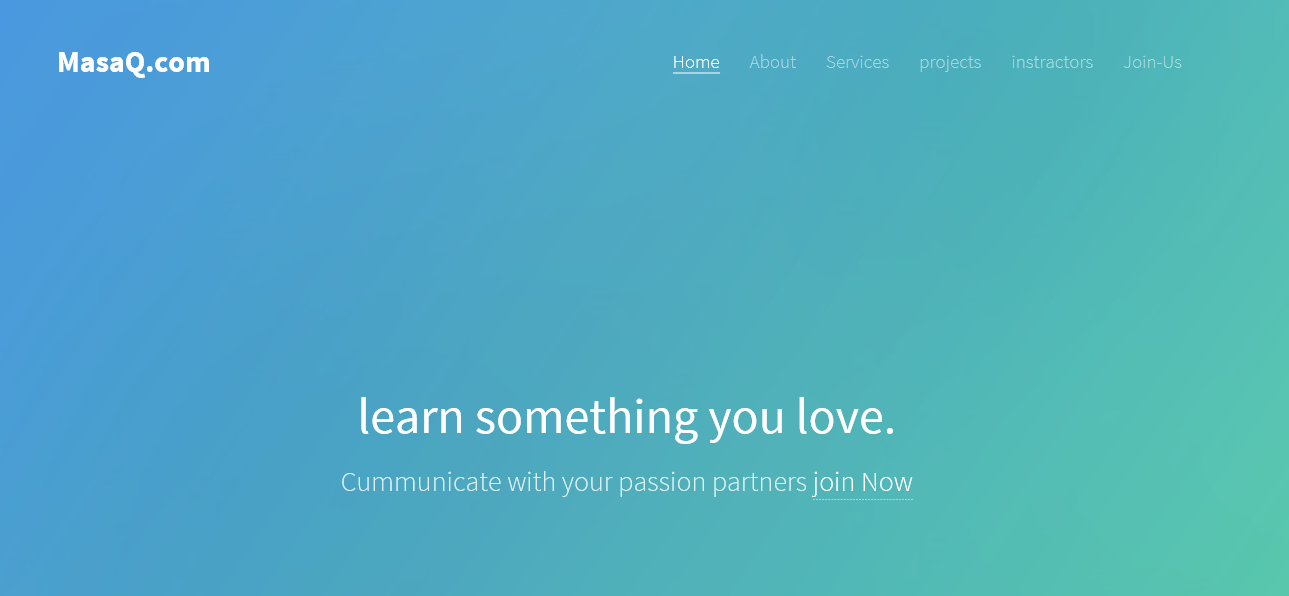 MasaQ.com
Home About Services projects instractors Join-Us
learn something you love.
Cummunicate with your passion partners join Now